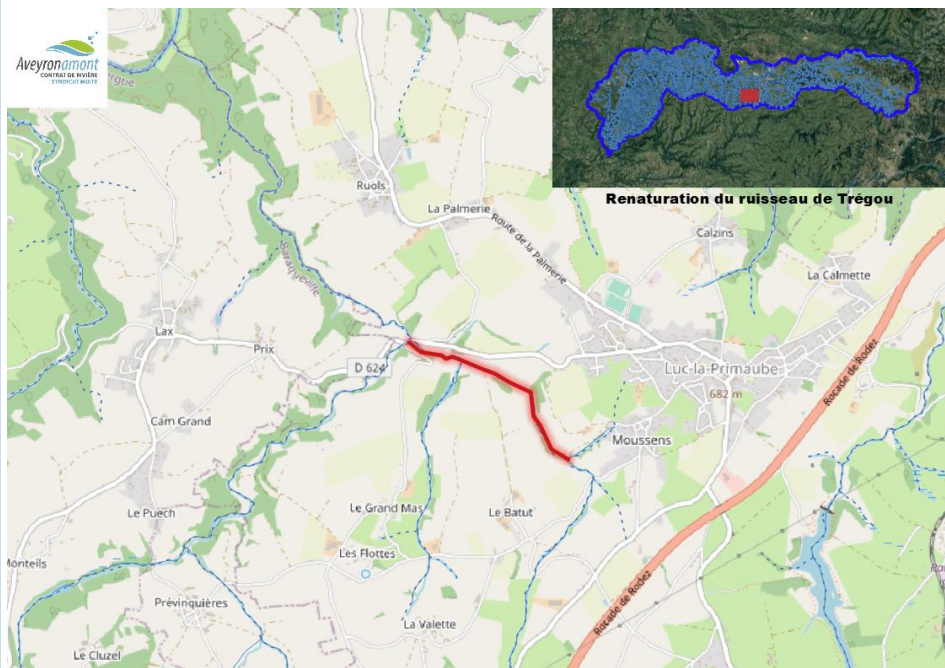 Aveyronamont
CONTRAT DE RIVIÈRE
SYNDICAT MIXTE
Renaturation du ruisseau de Trégou
Ruols
La Palmerie
Route de la Palmerie
Calzins
La Calmette
Baraqueville
Lax
Prix
D 624
Luc-la-Primaube
682 m
Rocade de Rodez
Cam Grand
Moussens
Le Puech
Le Grand Mas
Le Batut
Monteils
Les Flottes
Prévinquières
La Valette
Rocade de Rodez
Le Cluzel